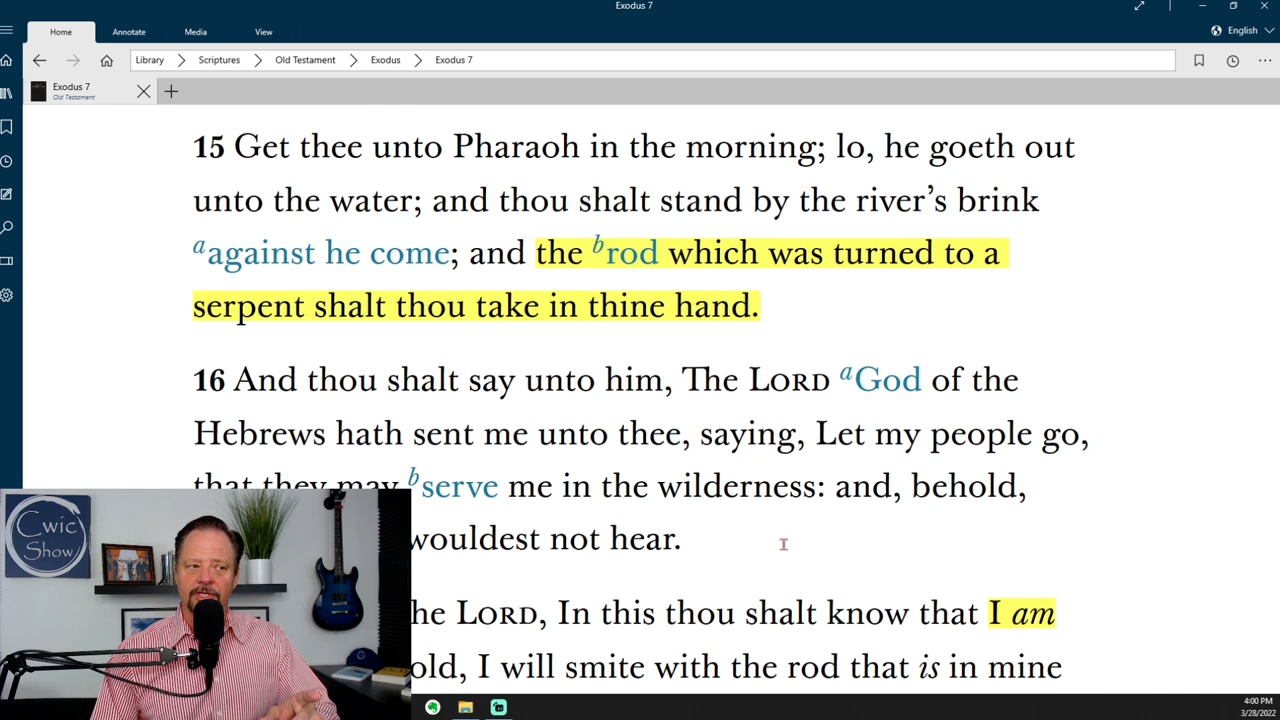 Exodus 7
Home Annotate Media View
English
Library Scriptures Old Testament Exodus Exodus 7
Exodus 7
Old Testament
15 Get thee unto Pharaoh in the morning; lo, he goeth out
unto the water; and thou shalt stand by the river’s brink
a against he come; and the b rod which was turned to a
serpent shalt thou take in thine hand.
16 And thou shalt say unto him, The LORD a God of the
Hebrews hath sent me unto thee, saying, Let my people go,
that they may b serve me in the wilderness: and, behold,
wouldest not hear.
he LORD, In this thou shalt know that I am
old, I will smite with the rod that is in mine
Cwic
Show
4:00 PM
3/28/2022